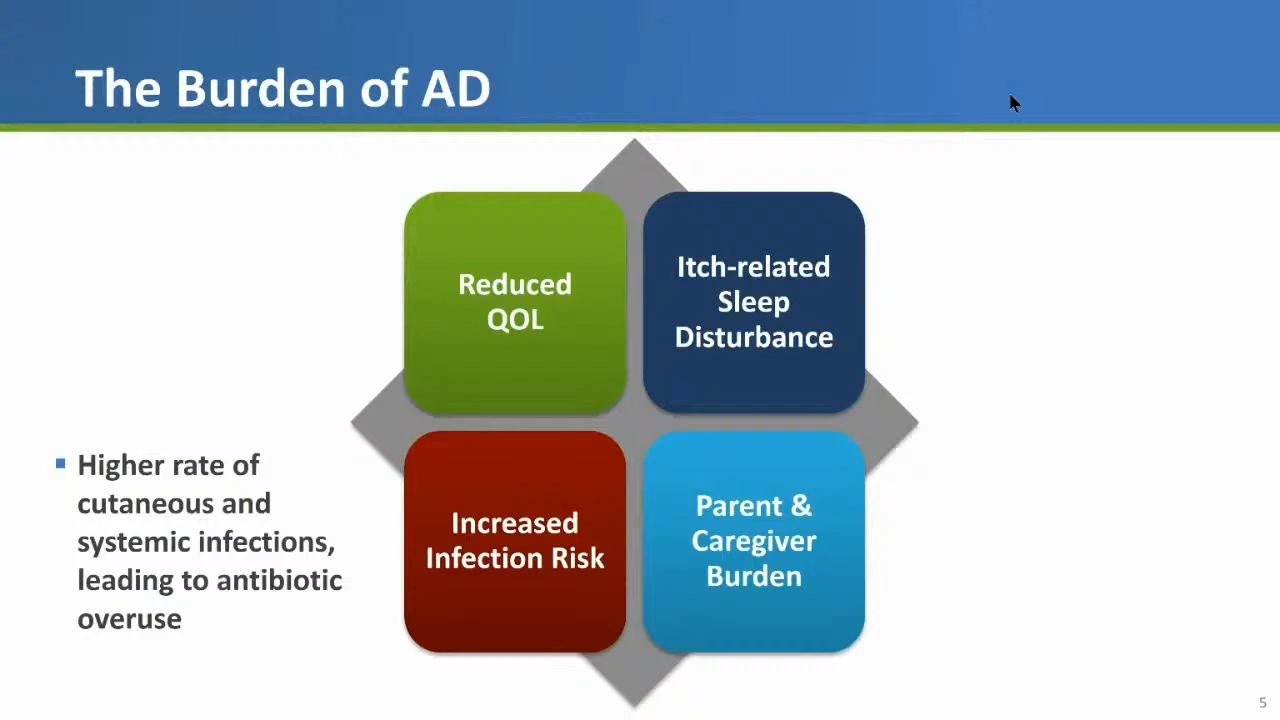 The Burden of AD
Reduced
QOL
Itch-related
Sleep
Disturbance
▪ Higher rate of
cutaneous and
systemic infections,
leading to antibiotic
overuse
Increased
Infection Risk
Parent &
Caregiver
Burden
5